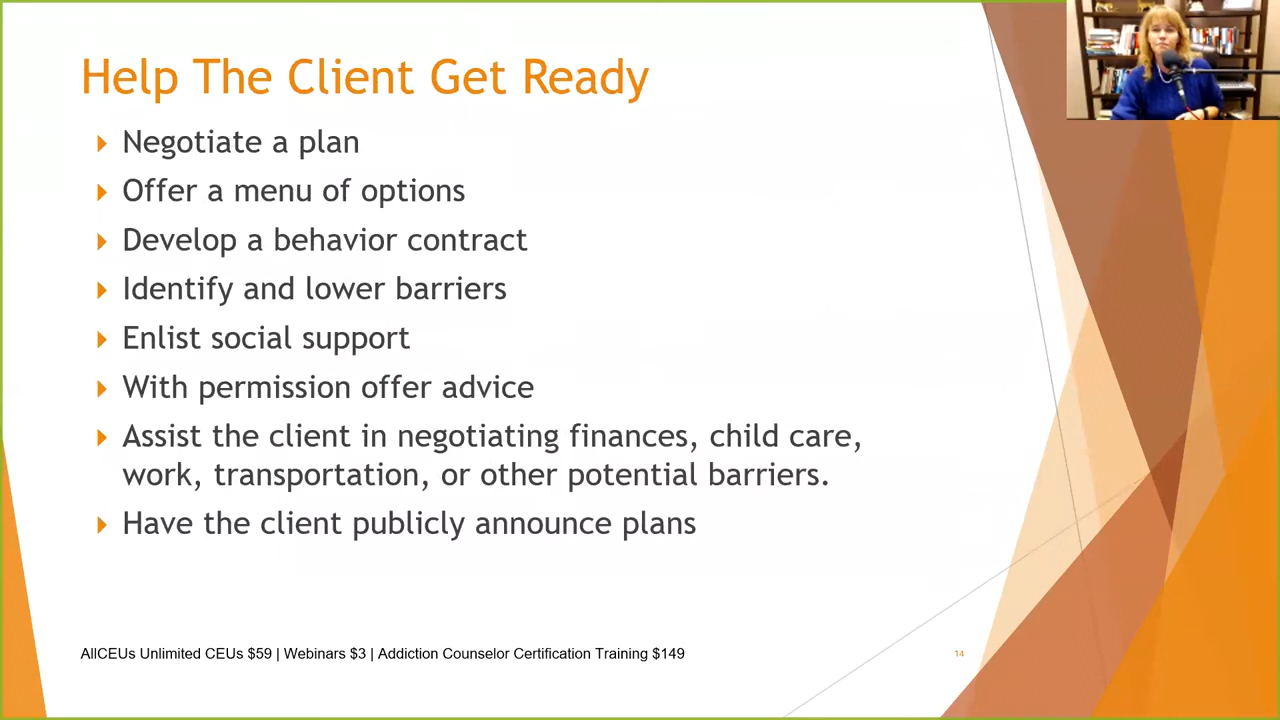 Help The Client Get Ready
Negotiate a plan
Offer a menu of options
Develop a behavior contract
Identify and lower barriers
Enlist social support
With permission offer advice
Assist the client in negotiating finances, child care,
work, transportation, or other potential barriers.
Have the client publicly announce plans
AllCEUs Unlimited CEUs $59 | Webinars $3 | Addiction Counselor Certification Training $149
14